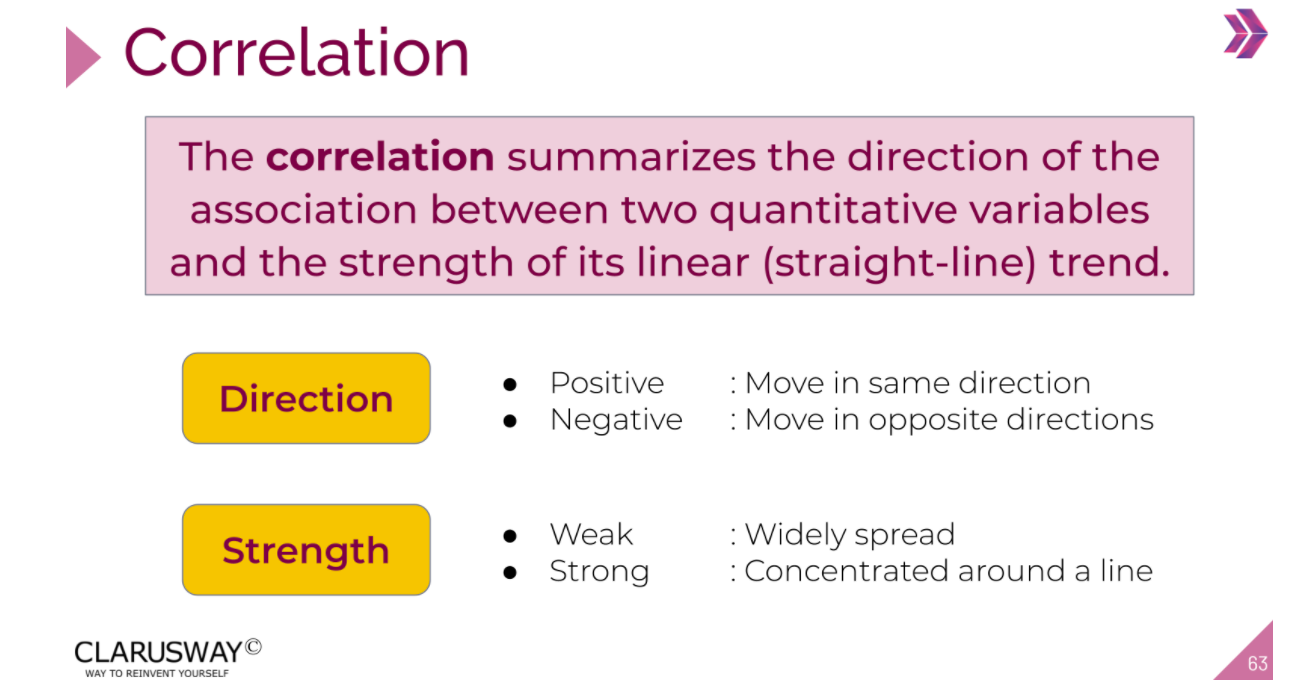 Correlation
The correlation summarizes the direction of the
association between two quantitative variables
and the strength of its linear (straight-line) trend.
Direction
● Positive : Move in same direction
● Negative : Move in opposite directions
Strength
● Weak : Widely spread
● Strong : Concentrated around a line
CLARUSWAY©
WAY TO REINVENT YOURSELF
63